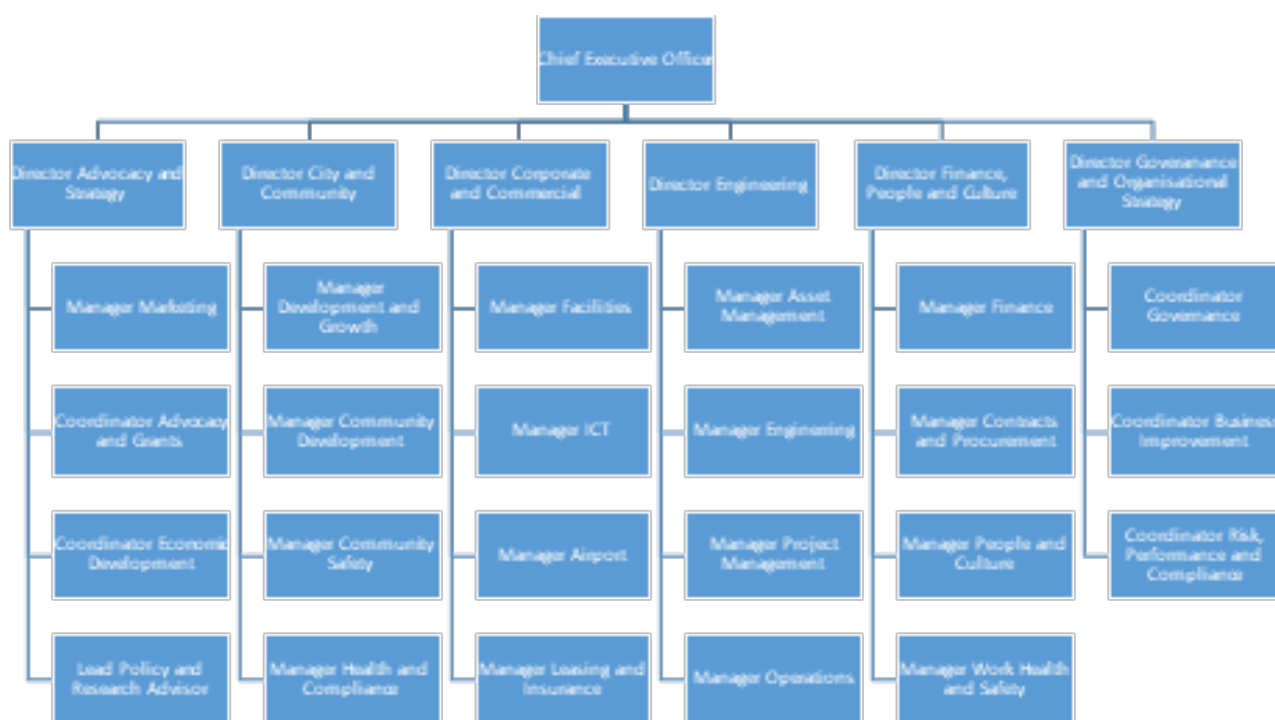 Chief Executive Officer
Director Advocacy and
Strategy
Director City and
Community
Director Corporate
and Commercial
Director Engineering
Director Finance,
People and Culture
Director Goveranance
and Organisational
Strategy
Manager Marketing
Manager
Development and
Growth
Manager Facilities
Manager Asset
Management
Manager Finance
Coordinator
Governance
Coordinator Advocacy
and Grants
Manager Community
Development
Manager ICT
Manager Enginerring
Manager Contracts
and Procurement
Coordinator Business
Improvement
Coordinator Economic
Development
Manager Community
Safety
Manager Airport
Manager Project
Management
Manager People and
Culture
Coordinator Risk,
Performance and
Compliance
Lead Policy and
Research Advisor
Manager Health and
Compliance
Manager Leasing and
Insurance
Manager Operations
Manager Work Health
and Safety